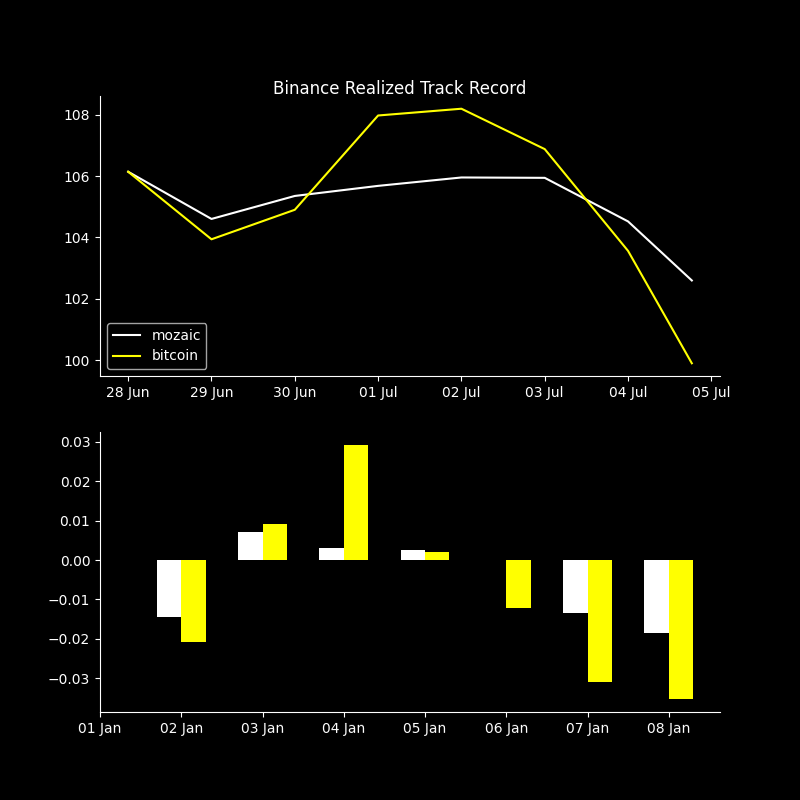 Binance Realized Track Record
108
106
104
102
100
mozaic
bitcoin
28 Jun 29 Jun 30 Jun 01 Jul 02 Jul 03 Jul 04 Jul 05 Jul
0.03
0.02
0.01
0.00
−0.01
−0.02
−0.03
01 Jan 02 Jan 03 Jan 04 Jan 05 Jan 06 Jan 07 Jan 08 Jan